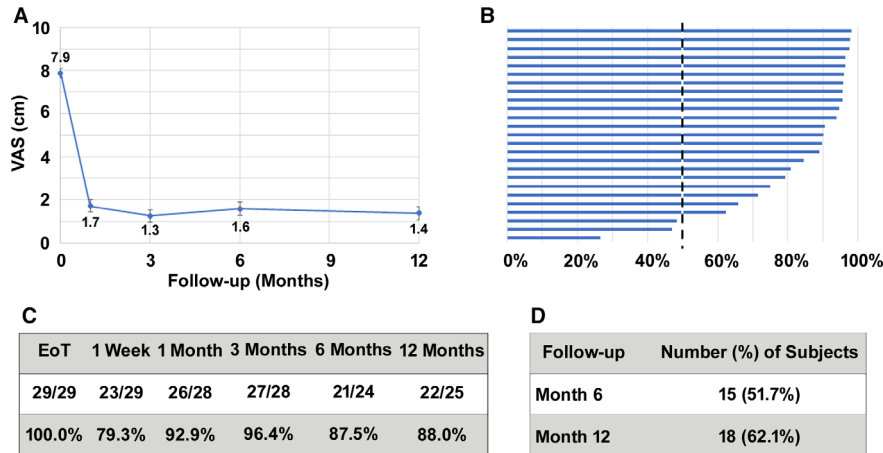 A
10
8
6
4
2
0
VAS (cm)
7.9
1.7
1.3
1.6
1.4
0 3 6 9 12
Follow-up (Months)
B
0% 20% 40% 60% 80% 100%
C
EoT 1 Week 1 Month 3 Months 6 Months 12 Months
29/29 23/29 26/28 27/28 21/24 22/25
100.0% 79.3% 92.9% 96.4% 87.5% 88.0%
D
Follow-up Number (%) of Subjects
Month 6 15 (51.7%)
Month 12 18 (62.1%)